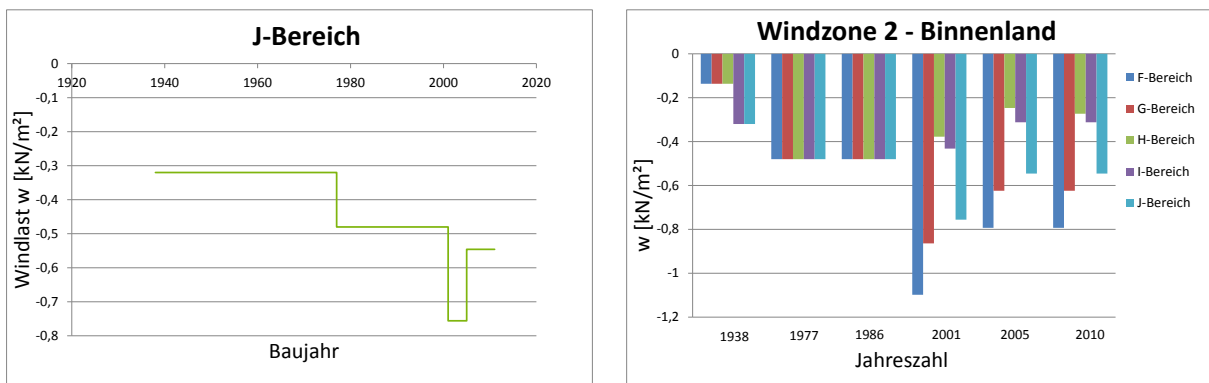 J-Bereich
0
1920 1940 1960 1980 2000 2020
-0,1
-0,2
-0,3
-0,4
-0,5
-0,6
-0,7
-0,8
Windlast w [kN/m²]
Baujahr
Windzone 2 - Binnenland
0
-0,2
-0,4
-0,6
-0,8
-1
-1,2
w [kN/m²]
1938 1977 1986 2001 2005 2010
Jahreszahl
F-Bereich
G-Bereich
H-Bereich
I-Bereich
J-Bereich